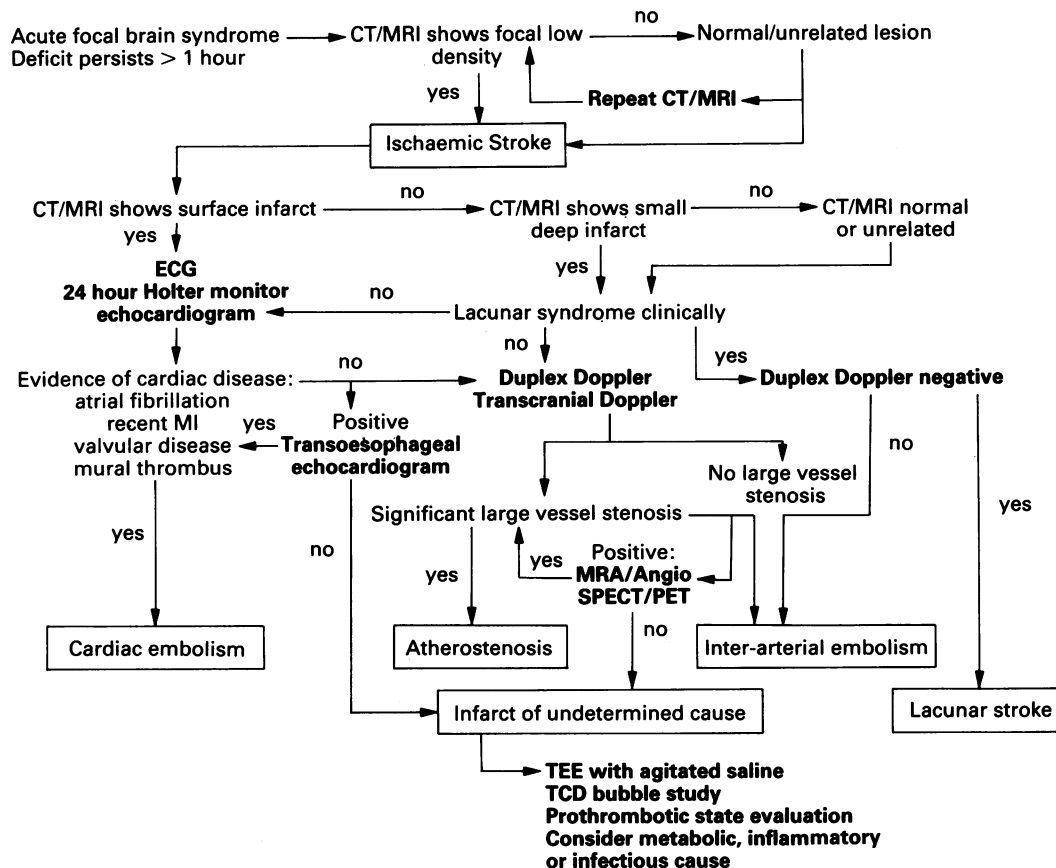 Acute focal brain syndrome
Deficit persists > 1 hour
CT/MRI shows focal low
density
no
Normal/unrelated lesion
yes
Repeat CT/MRI
Ischaemic Stroke
CT/MRI shows surface infarct
no
CT/MRI shows small
deep infarct
no
CT/MRI normal
or unrelated
yes
yes
ECG
24 hour Holter monitor
echocardiogram
no
Lacunar syndrome clinically
no
yes
Evidence of cardiac disease:
atrial fibrillation
recent MI
valvular disease
mural thrombus
no
yes
Positive
Transoesophageal
echocardiogram
Duplex Doppler
Transcranial Doppler
Duplex Doppler negative
no
No large vessel
stenosis
Significant large vessel stenosis
yes
yes
no
yes
yes
Positive:
MRA/Angio
SPECT/PET
no
Cardiac embolism
Atherostenosis
Inter-arterial embolism
Infarct of undetermined cause
Lacunar stroke
TEE with agitated saline
TCD bubble study
Prothrombotic state evaluation
Consider metabolic, inflammatory
or infectious cause